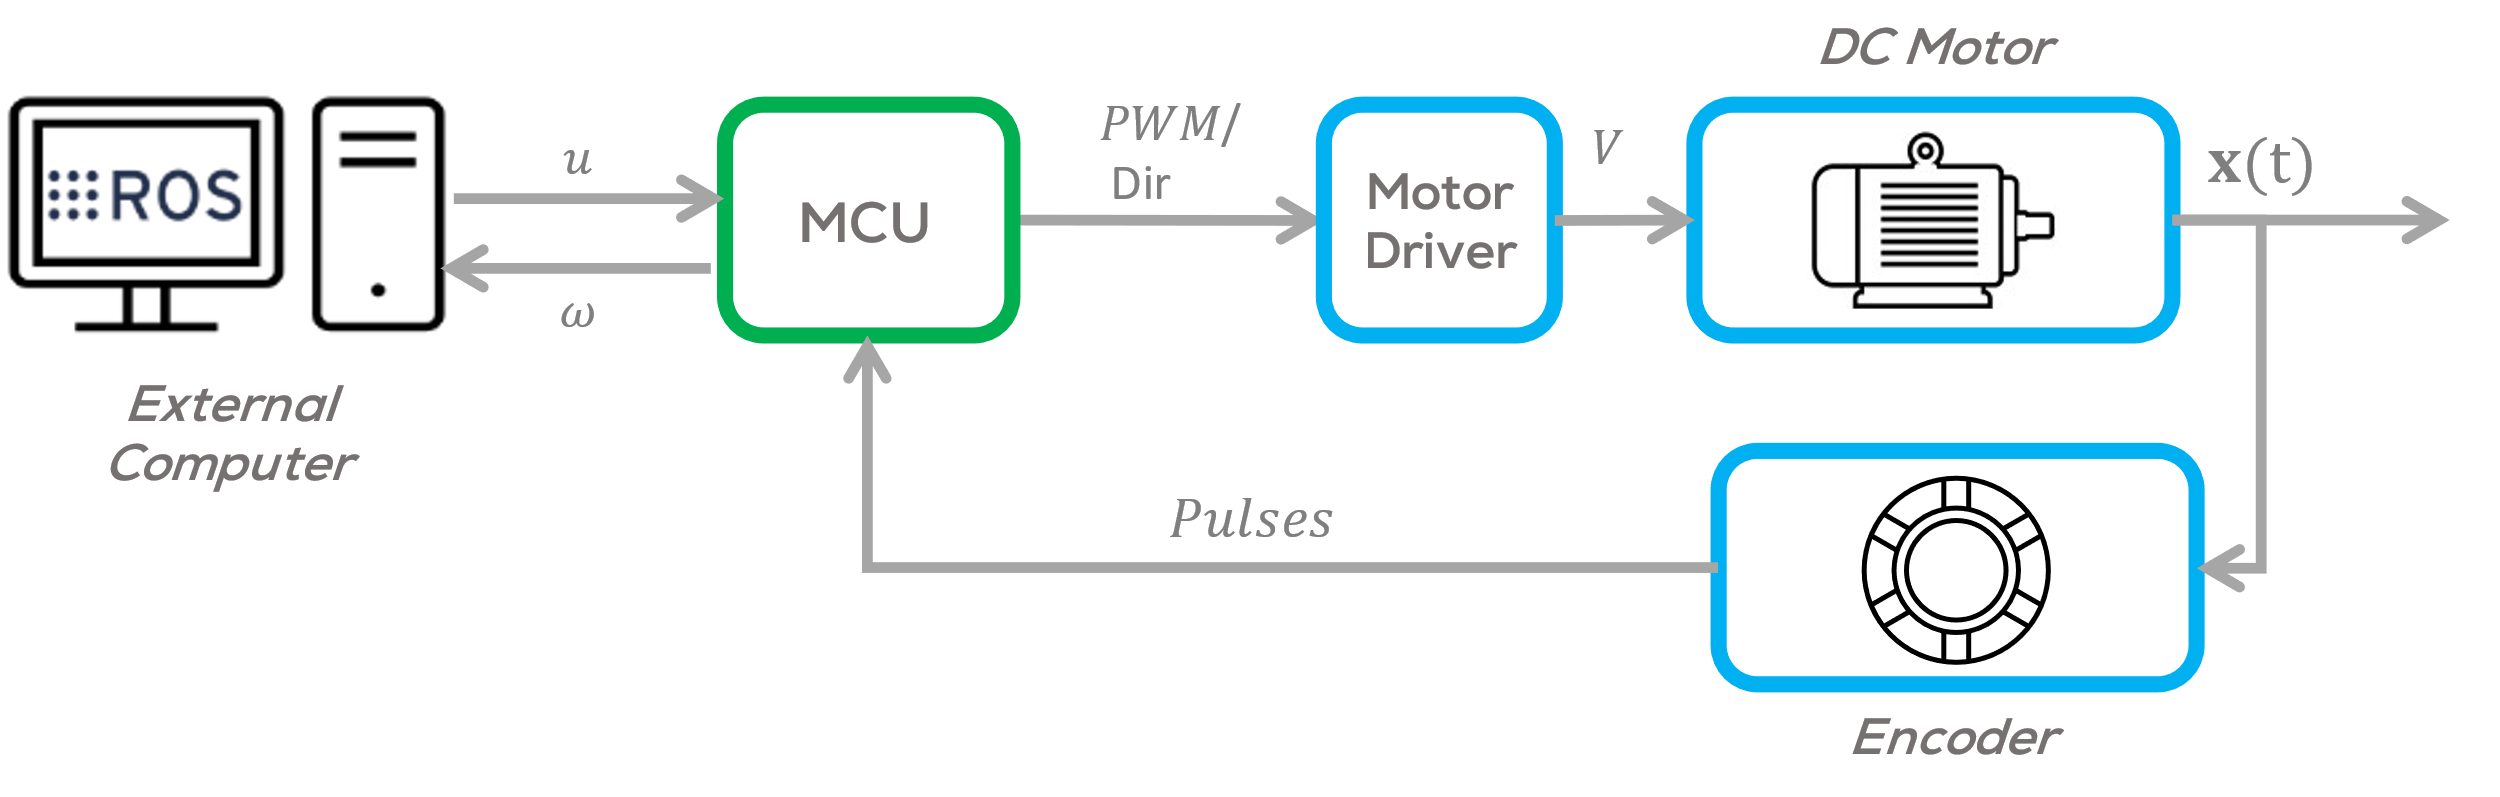 DC Motor
ROS
u
ω
MCU
PWM/
Dir
Motor
Driver
V
x(t)
External
Computer
Pulses
Encoder